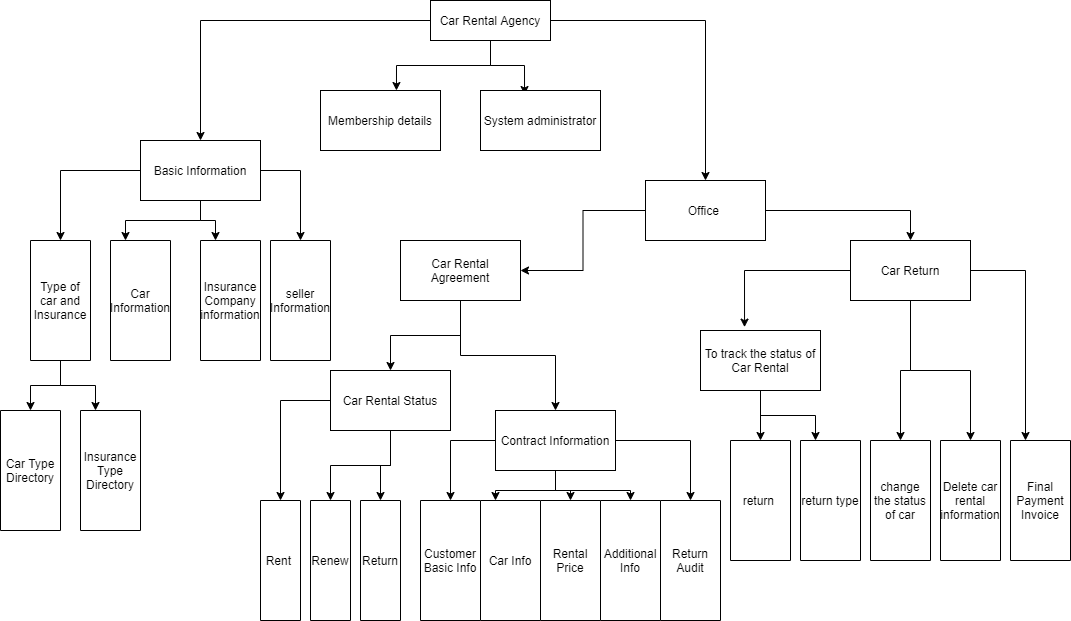 Car Rental Agency
Membership details
System administrator
Basic Information
Office
Car Rental
Agreement
Car Return
Type of
car and
Insurance
Car
Information
Insurance
Company
information
seller
Information
To track the status of
Car Rental
Car Rental Status
Contract Information
Car Type
Directory
Insurance
Type
Directory
return
return type
change
the status
of car
Delete car
rental
information
Final
Payment
Invoice
Rent
Renew
Return
Customer
Basic Info
Car Info
Rental
Price
Additional
Info
Return
Audit